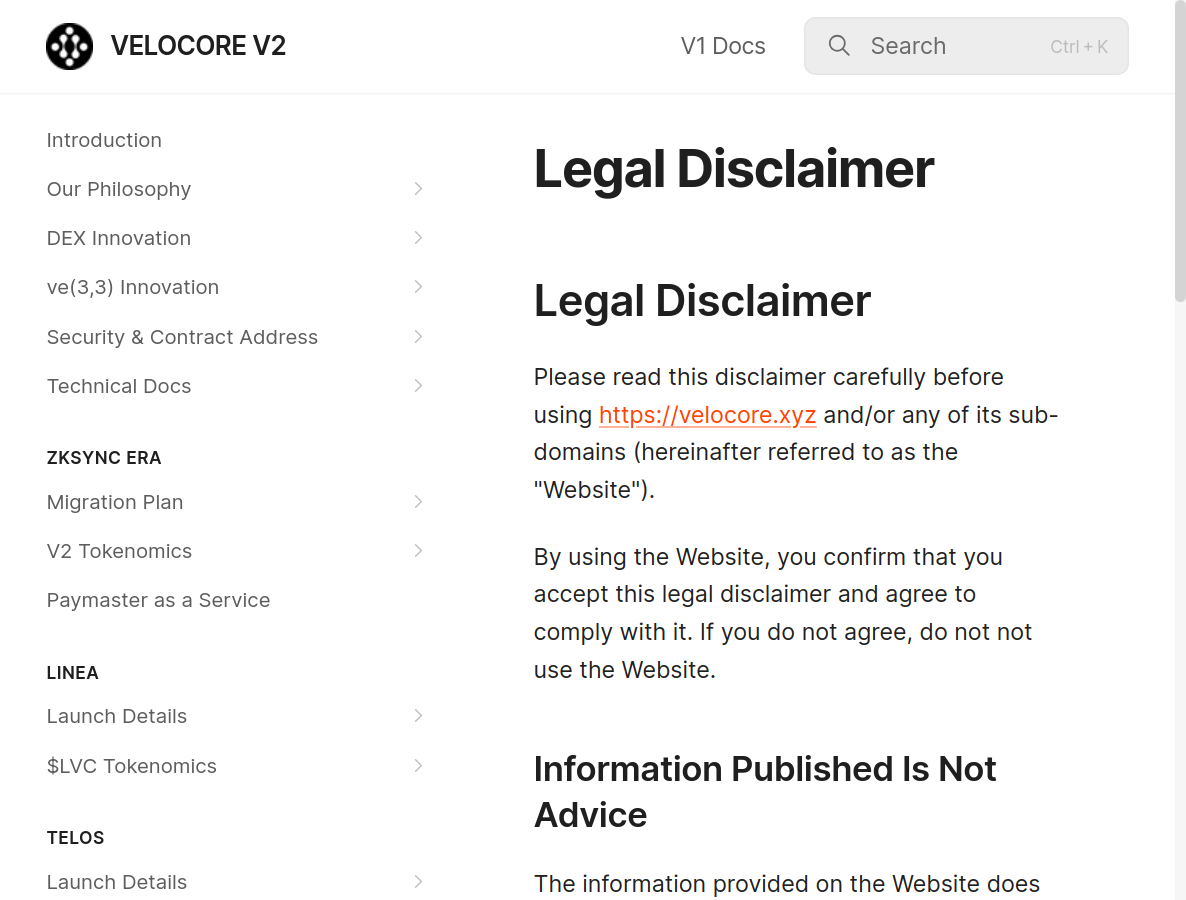 VELOCORE V2
V1 Docs
Search
Ctrl + K
Introduction
Our Philosophy
DEX Innovation
ve(3,3) Innovation
Security & Contract Address
Technical Docs
ZKSYNC ERA
Migration Plan
V2 Tokenomics
Paymaster as a Service
LINEA
Launch Details
$LVC Tokenomics
TELOS
Launch Details
Legal Disclaimer
Legal Disclaimer
Please read this disclaimer carefully before
using https://velocore.xyz and/or any of its sub-
domains (hereinafter referred to as the
"Website").
By using the Website, you confirm that you
accept this legal disclaimer and agree to
comply with it. If you do not agree, do not not
use the Website.
Information Published Is Not
Advice
The information provided on the Website does